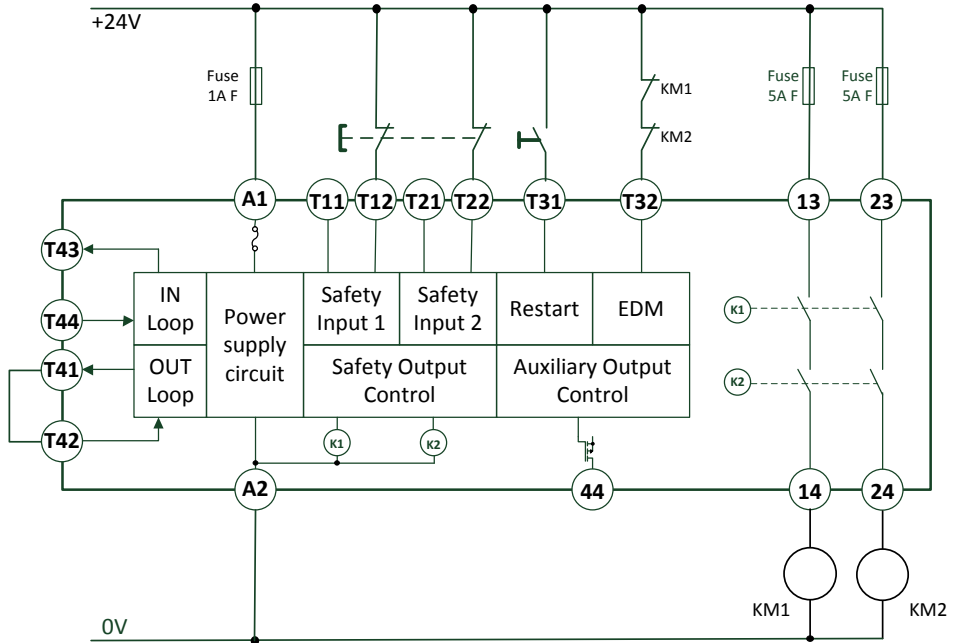 +24V
Fuse
1A F
KM1
KM2
Fuse
5A F
Fuse
5A F
A1
T11
T12
T21
T22
T31
T32
13
23
T43
T44
T41
T42
IN
Loop
OUT
Loop
Power
supply
circuit
Safety
Input 1
Safety
Input 2
Restart
EDM
Safety Output
Control
Auxiliary Output
Control
K1
K2
K1
K2
A2
44
14
24
KM1
KM2
0V